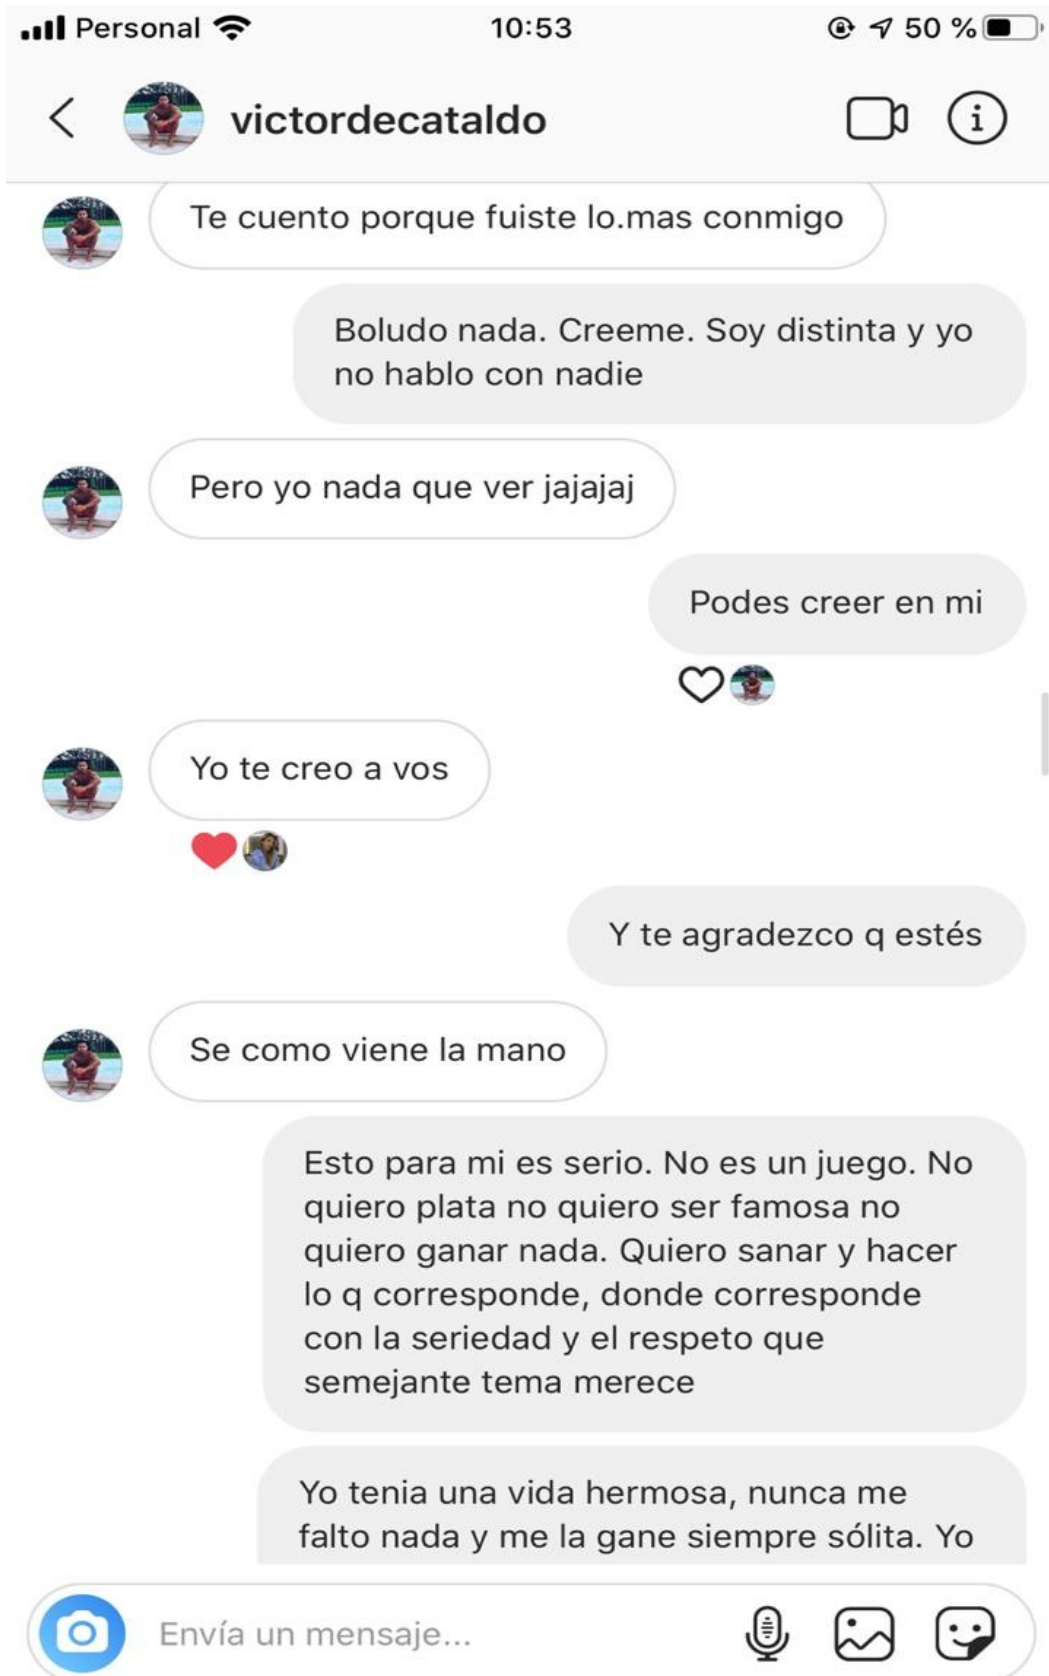 Personal 10:53 50 %
victordecataldo
Te cuento porque fuiste lo.mas conmigo
Boludo nada. Creeme. Soy distinta y yo
no hablo con nadie
Pero yo nada que ver jajajaj
Podes creer en mi
Yo te creo a vos
Y te agradezco q estés
Se como viene la mano
Esto para mi es serio. No es un juego. No
quiero plata no quiero ser famosa no
quiero ganar nada. Quiero sanar y hacer
lo q corresponde, donde corresponde
con la seriedad y el respeto que
semejante tema merece
Yo tenia una vida hermosa, nunca me
falto nada y me la gane siempre sólita. Yo
Envía un mensaje...